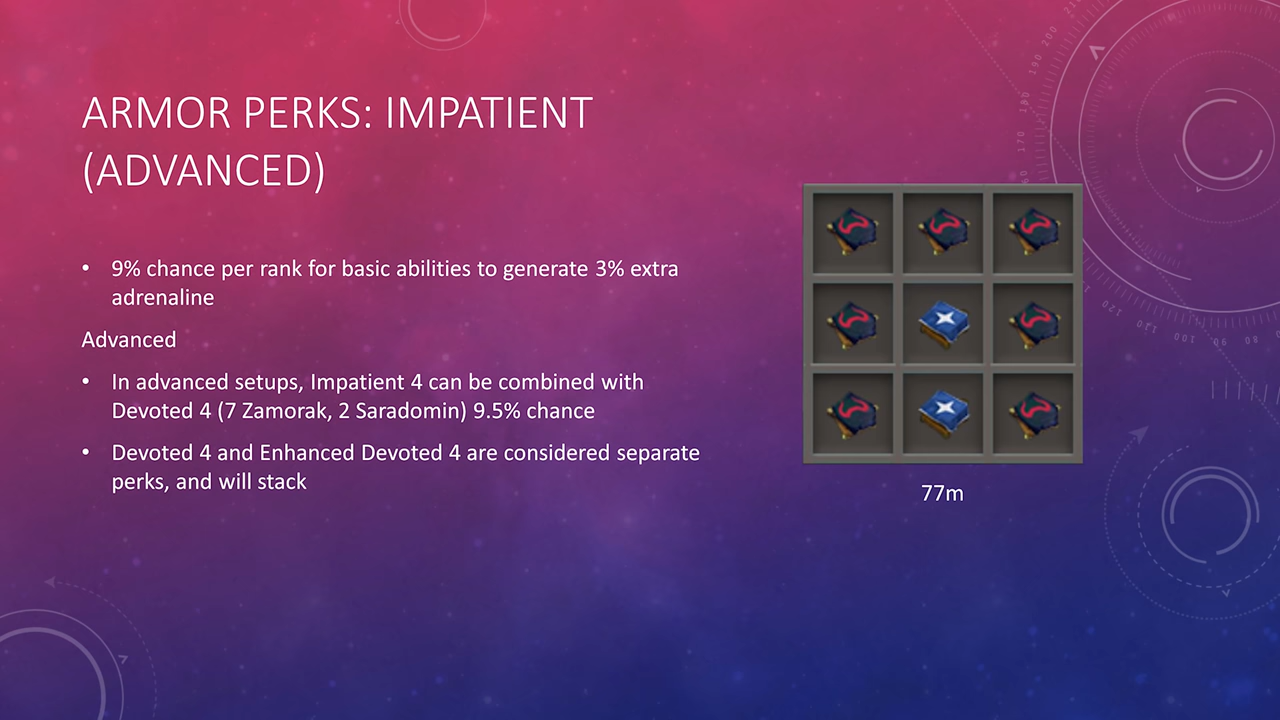 ARMOR PERKS: IMPATIENT
(ADVANCED)
• 9% chance per rank for basic abilities to generate 3% extra
adrenaline
Advanced
• In advanced setups, Impatient 4 can be combined with
Devoted 4 (7 Zamorak, 2 Saradomin) 9.5% chance
• Devoted 4 and Enhanced Devoted 4 are considered separate
perks, and will stack
77m